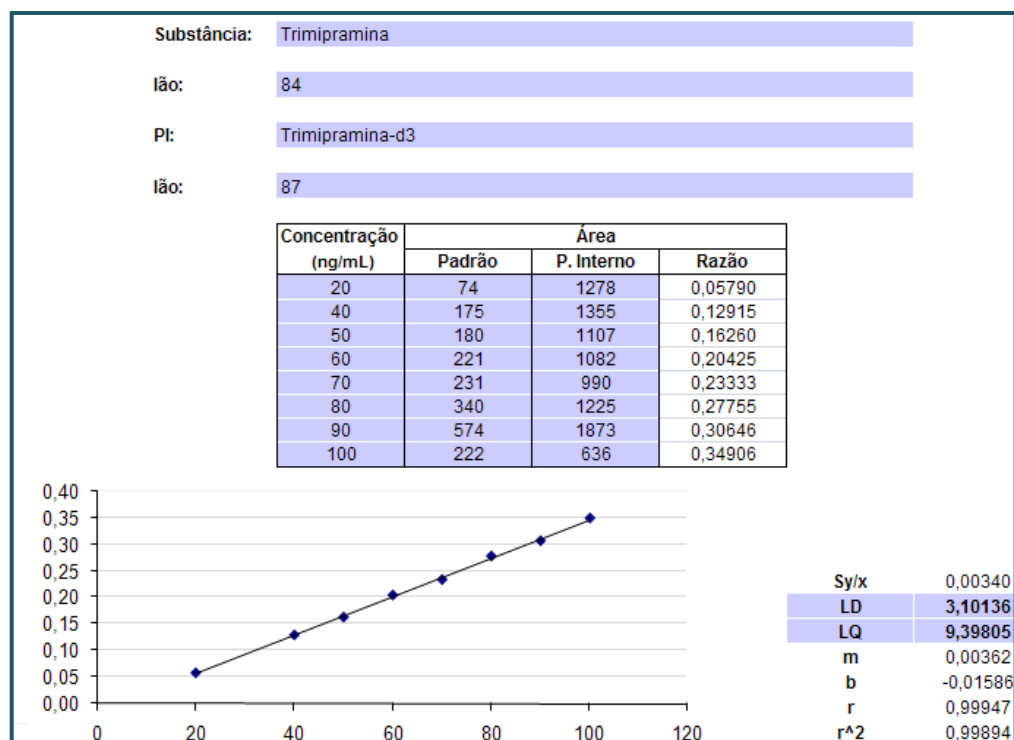 Substância: Trimipramina
Ião: 84
PI: Trimipramina-d3
Ião: 87
Concentração Área
(ng/mL) Padrão P. Interno Razão
20 74 1278 0,05790
40 175 1355 0,12915
50 180 1107 0,16260
60 221 1082 0,20425
70 231 990 0,23333
80 340 1225 0,27755
90 574 1873 0,30646
100 222 636 0,34906
0,40
0,35
0,30
0,25
0,20
0,15
0,10
0,05
0,00
0 20 40 60 80 100 120
Sy/x 0,00340
LD 3,10136
LQ 9,39805
m 0,00362
b -0,01586
r 0,99947
r^2 0,99894